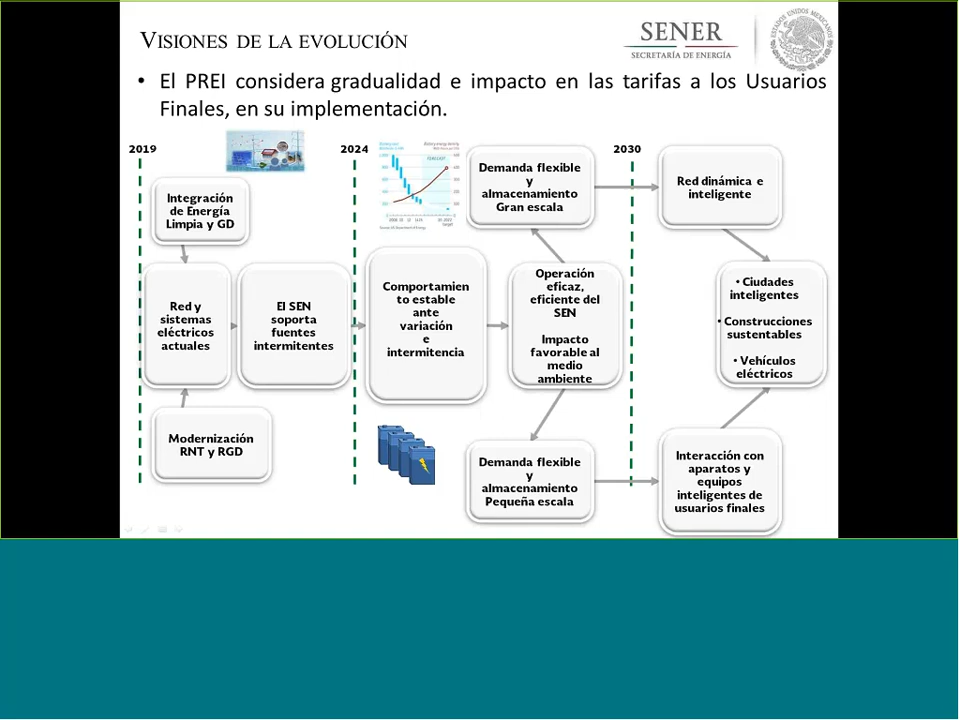 VISIONES DE LA EVOLUCIÓN
SENER
SECRETARÍA DE ENERGÍA
ESTADOS UNIDOS MEXICANOS
• El PREI considera gradualidad e impacto en las tarifas a los Usuarios
Finales, en su implementación.
2019
2024
2030
Integración
de Energía
Limpia y GD
Red y
sistemas
eléctricos
actuales
Modernización
RNT y RGD
El SEN
soporta
fuentes
intermitentes
FORECAST
Comportamien
to estable
ante
variación
e
intermitencia
Demanda flexible
y
almacenamiento
Gran escala
Operación
eficaz,
eficiente del
SEN
Impacto
favorable al
medio
ambiente
Demanda flexible
y
almacenamiento
Pequeña escala
Red dinámica e
inteligente
• Ciudades
inteligentes
• Construcciones
sustentables
• Vehículos
eléctricos
Interacción con
aparatos y
equipos
inteligentes de
usuarios finales